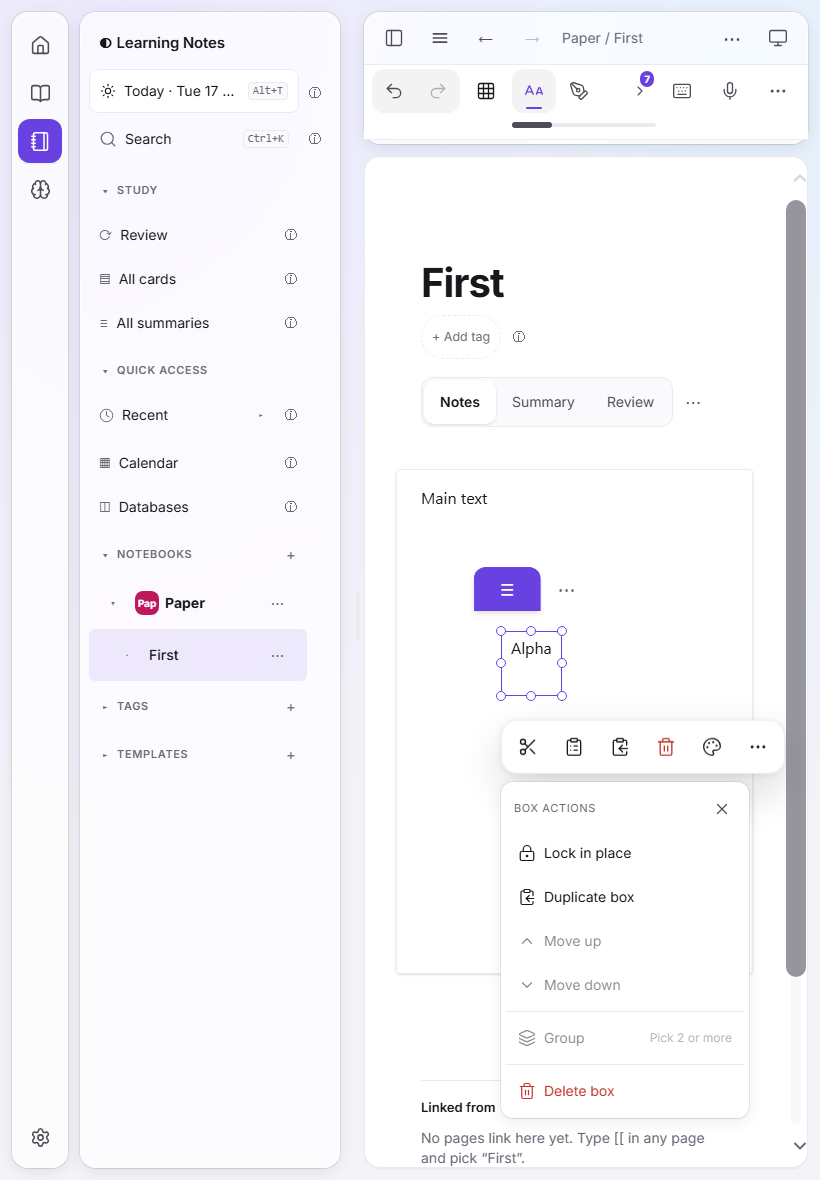 Learning Notes
Today · Tue 17 ... Alt+T
Search Ctrl+K
STUDY
Review
All cards
All summaries
QUICK ACCESS
Recent
Calendar
Databases
NOTEBOOKS +
Pap Paper ...
First ...
TAGS +
TEMPLATES +
Paper / First
AA
7
First
+ Add tag
Notes Summary Review ...
Main text
Alpha
BOX ACTIONS
Lock in place
Duplicate box
Move up
Move down
Group Pick 2 or more
Delete box
Linked from
No pages link here yet. Type [[ in any page
and pick “First”.